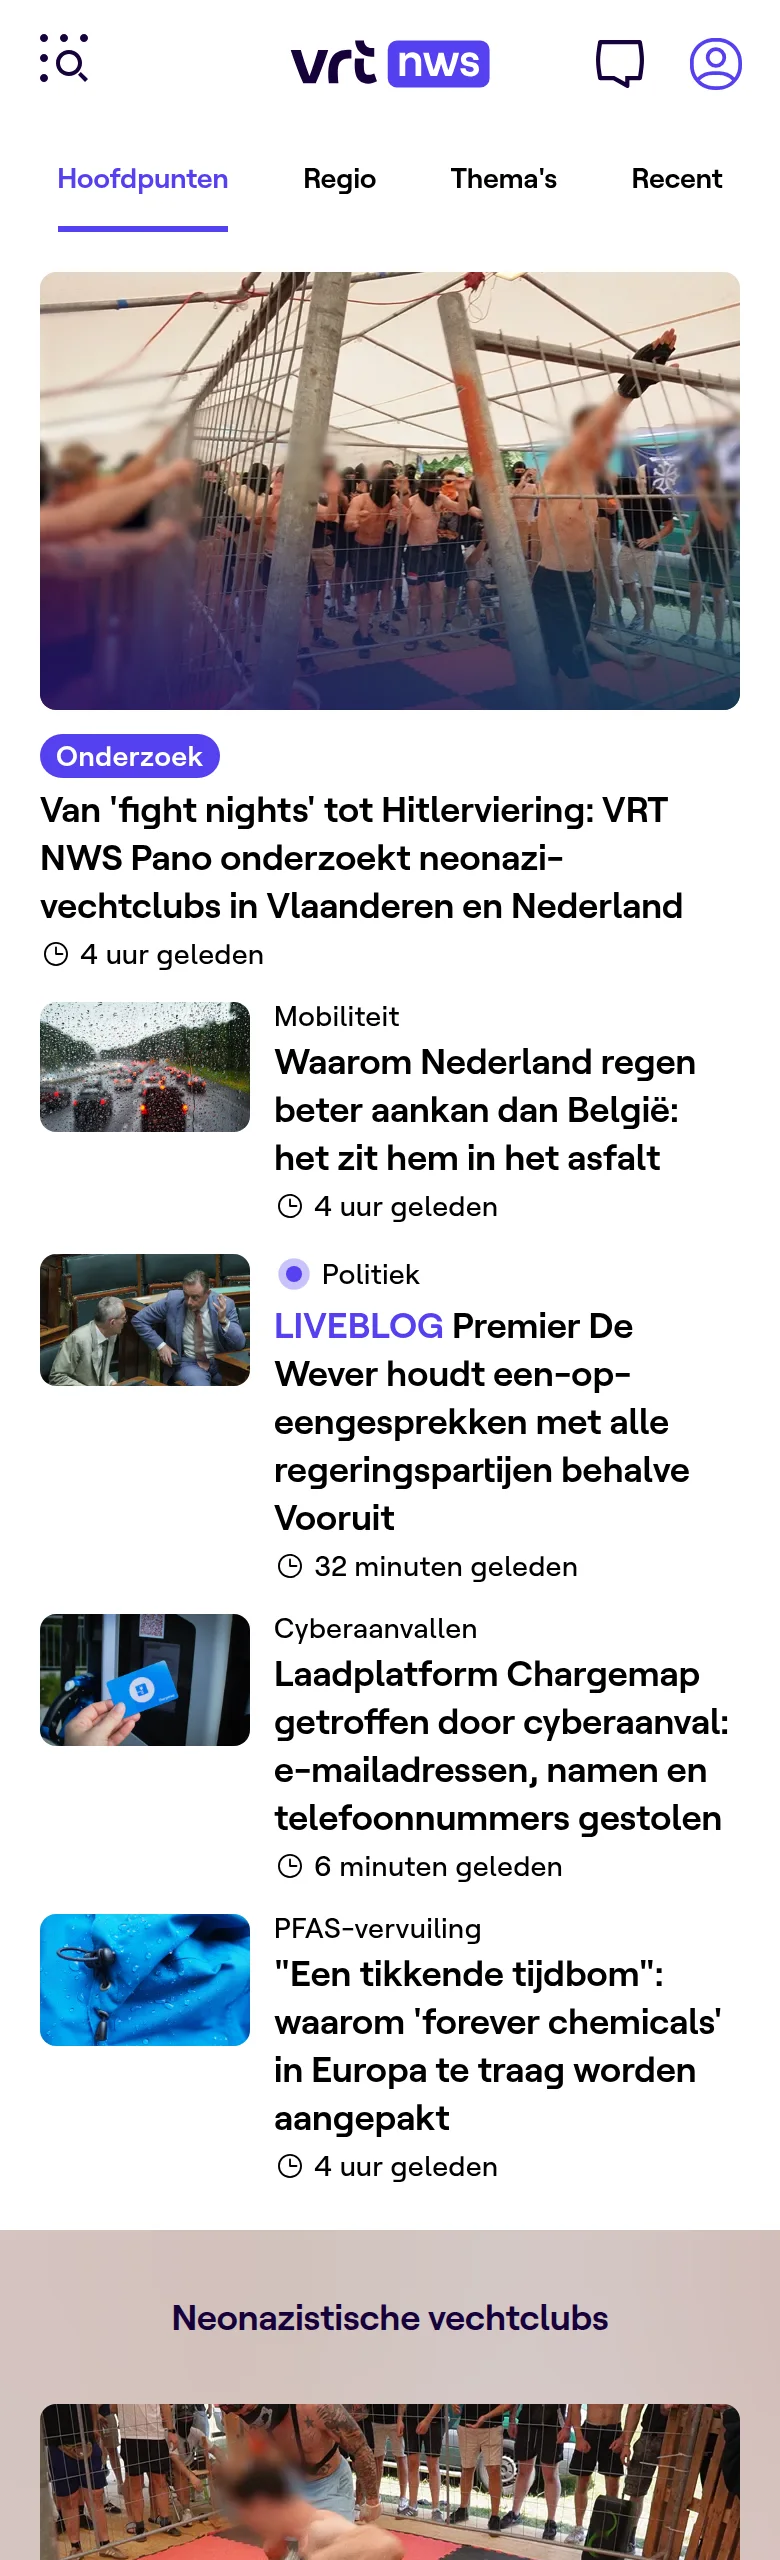 vrt nws
Hoofdpunten Regio Thema's Recent
Onderzoek
Van 'fight nights' tot Hitlerviering: VRT
NWS Pano onderzoekt neonazi-
vechtclubs in Vlaanderen en Nederland
4 uur geleden
Mobiliteit
Waarom Nederland regen
beter aankan dan België:
het zit hem in het asfalt
4 uur geleden
Politiek
LIVEBLOG Premier De
Wever houdt een-op-
eengesprekken met alle
regeringspartijen behalve
Vooruit
32 minuten geleden
Cyberaanvallen
Laadplatform Chargemap
getroffen door cyberaanval:
e-mailadressen, namen en
telefoonnummers gestolen
6 minuten geleden
PFAS-vervuiling
"Een tikkende tijdbom":
waarom 'forever chemicals'
in Europa te traag worden
aangepakt
4 uur geleden
Neonazistische vechtclubs